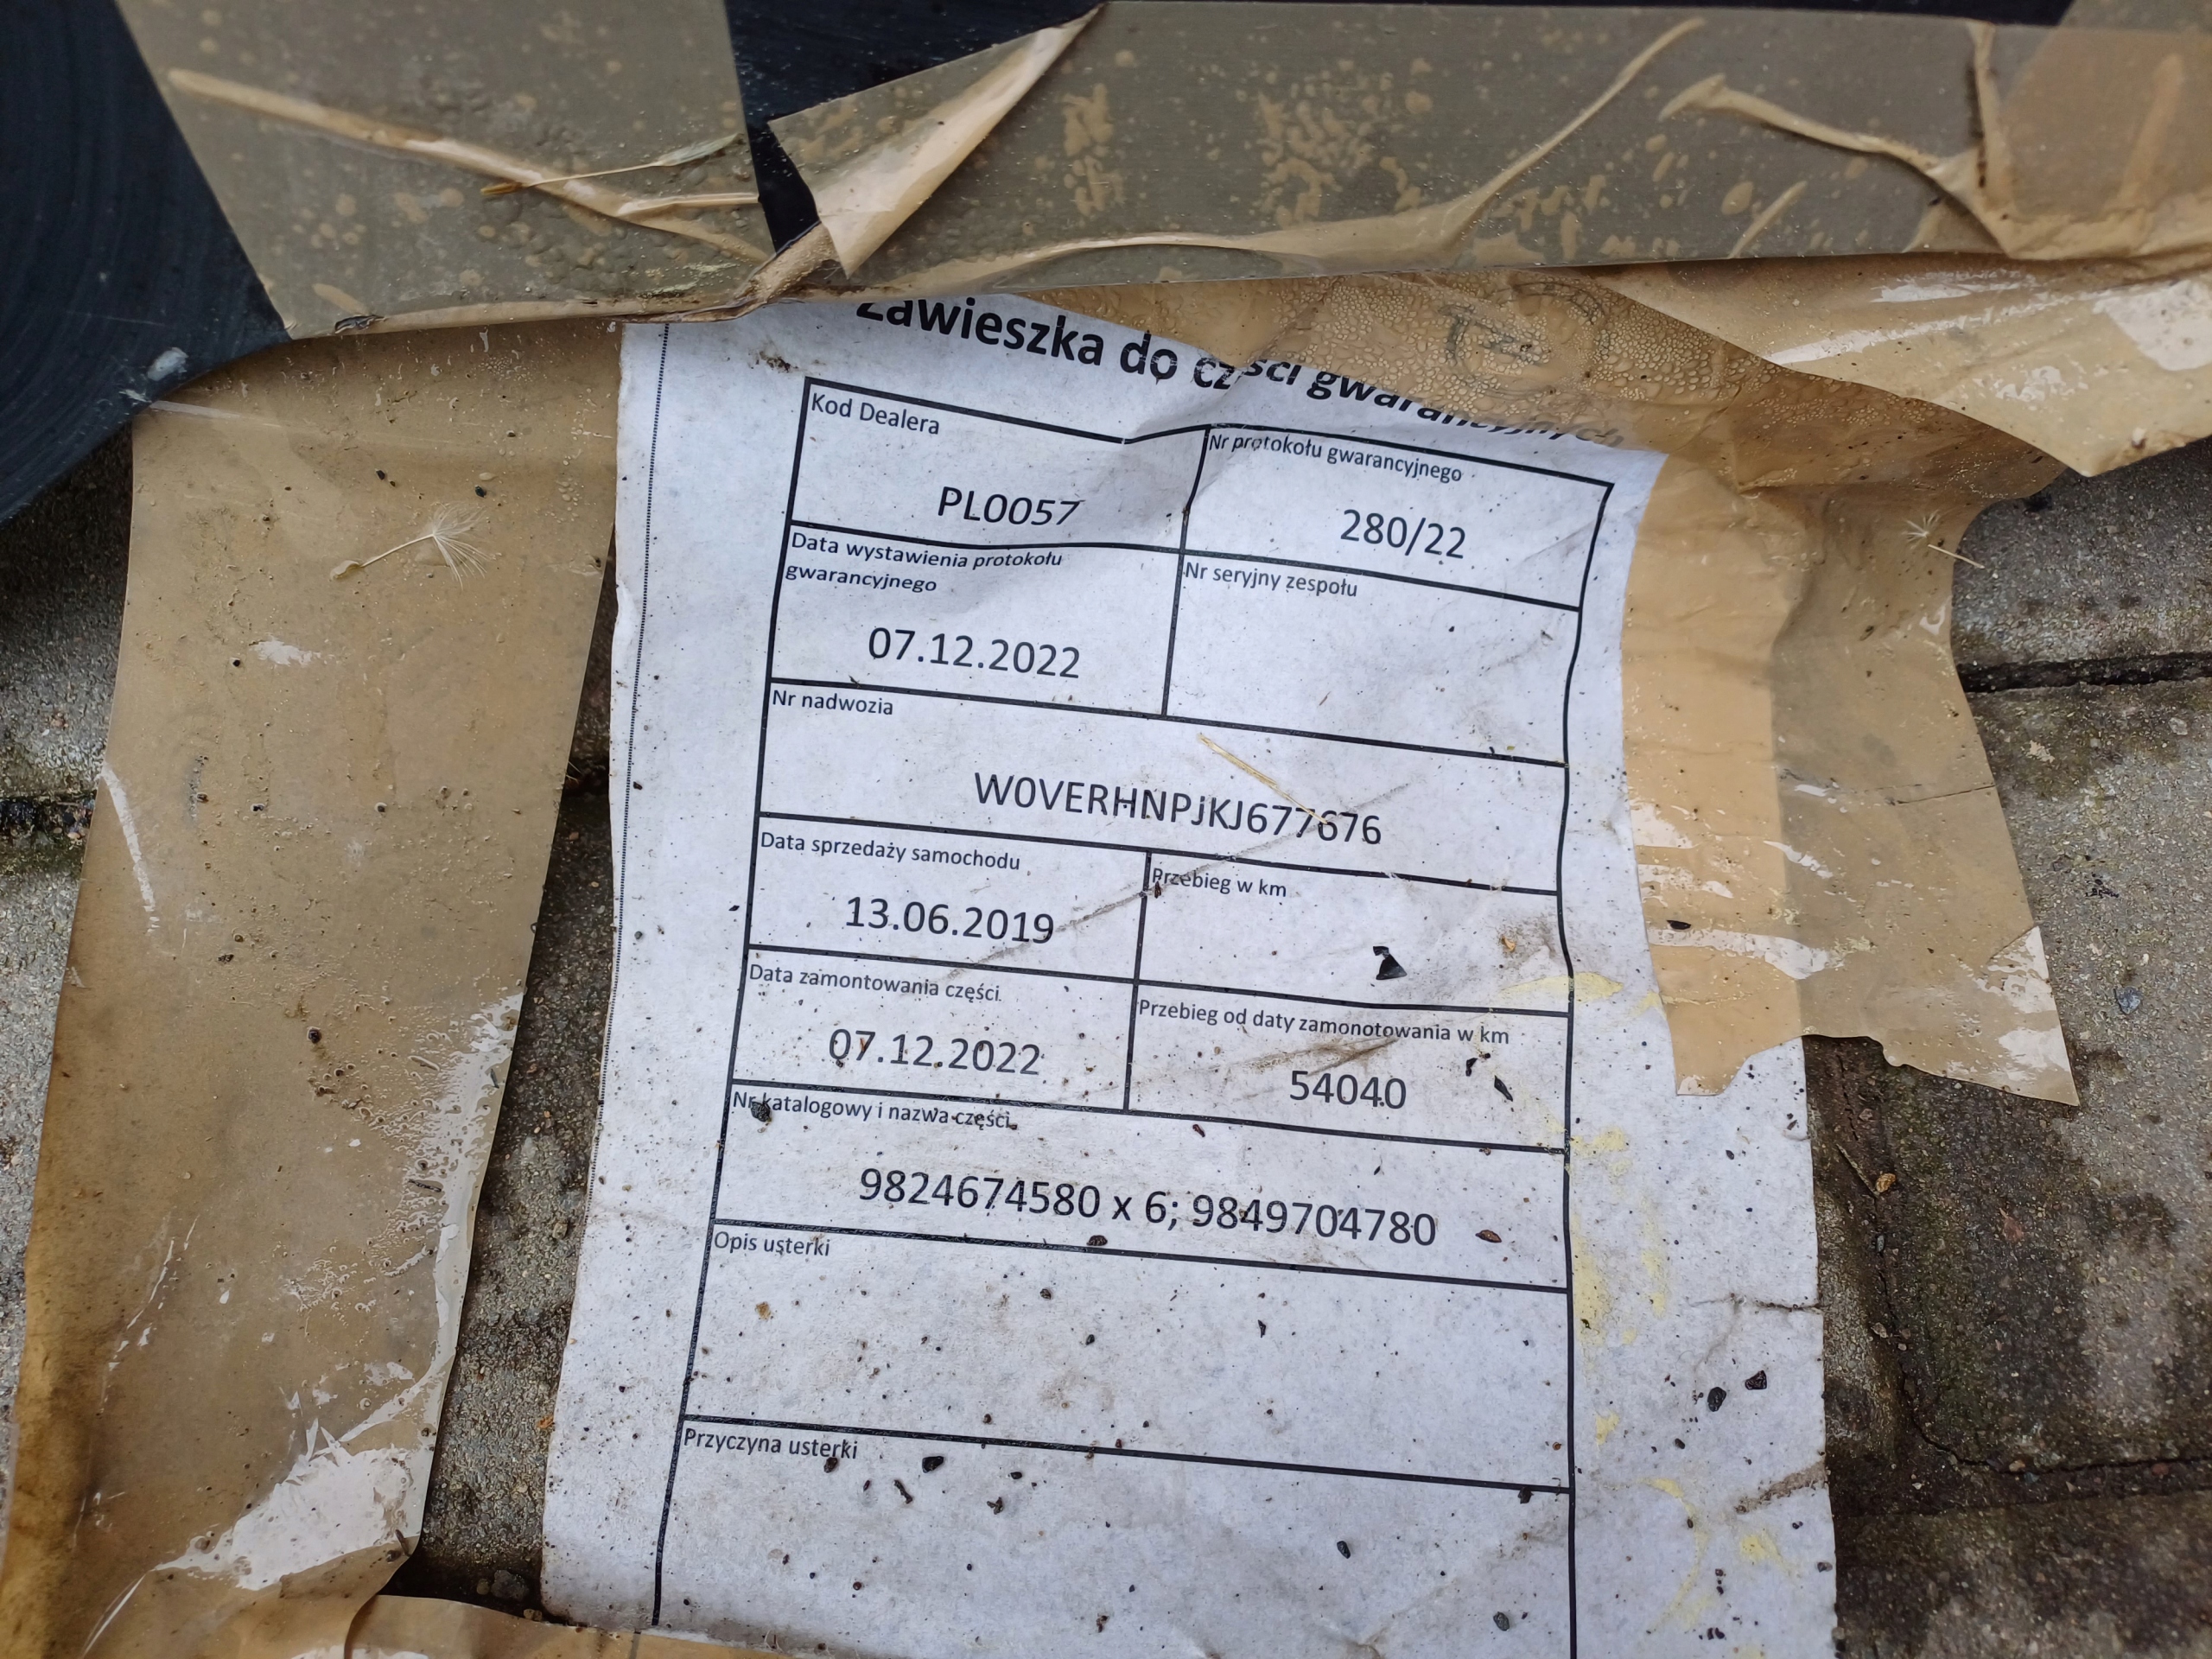 Zawieszka do części gwarancyjnych
Kod Dealera
PL0057
Nr protokołu gwarancyjnego
280/22
Data wystawienia protokołu
gwarancyjnego
07.12.2022
Nr seryjny zespołu
Nr nadwozia
W0VERHNPJKJ677676
Data sprzedaży samochodu
13.06.2019
Przebieg w km
Data zamontowania części
07.12.2022
Przebieg od daty zamonotowania w km
54040
Nr katalogowy i nazwa części
9824674580 x 6; 9849704780
Opis usterki
Przyczyna usterki